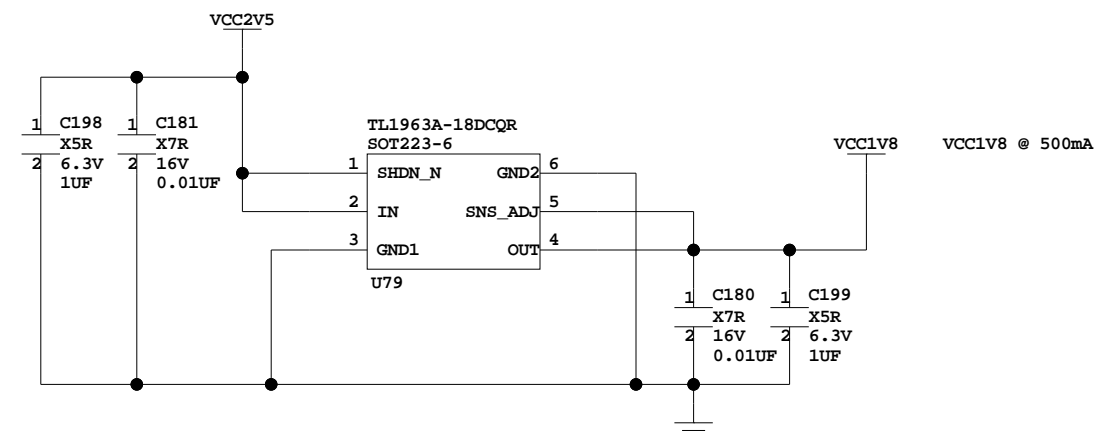 VCC2V5
1 C198
X5R
2 6.3V
1UF
1 C181
X7R
2 16V
0.01UF
TL1963A-18DCQR
SOT223-6
1 SHDN_N
2 IN
3 GND1
GND2 6
SNS_ADJ 5
OUT 4
U79
VCC1V8
VCC1V8 @ 500mA
1 C180
X7R
2 16V
0.01UF
1 C199
X5R
2 6.3V
1UF